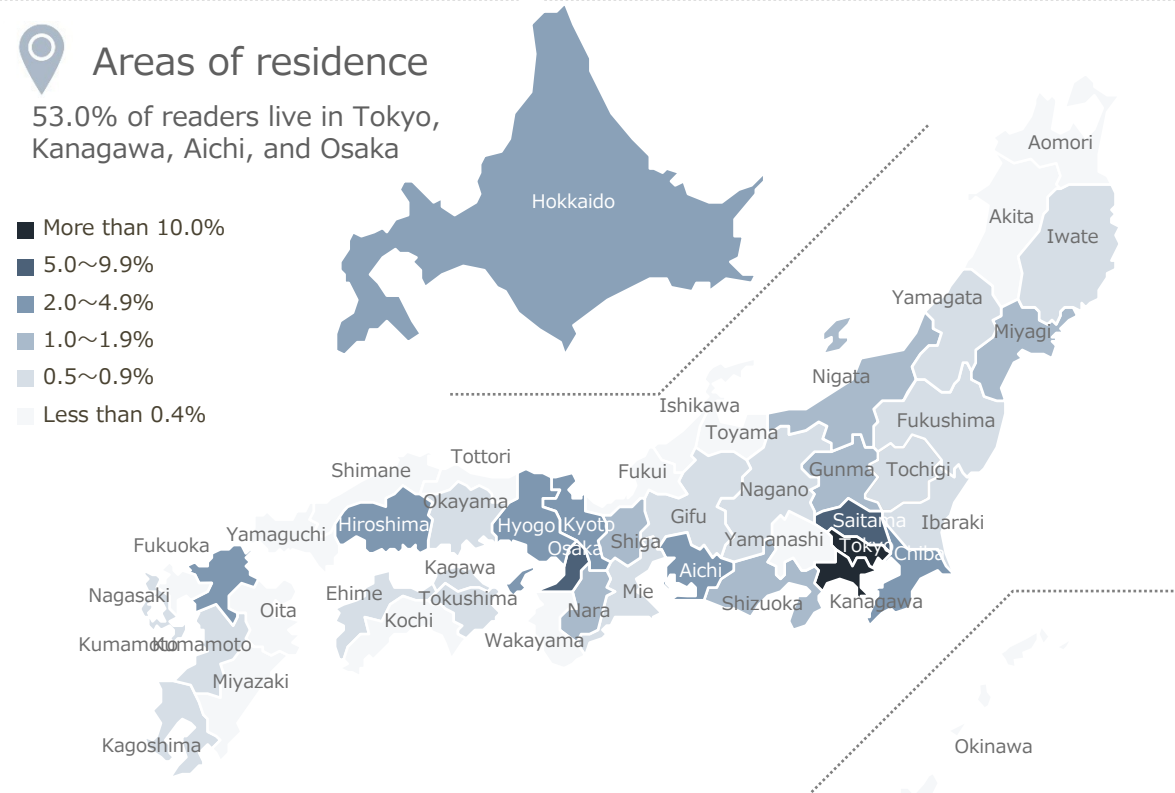 Areas of residence
53.0% of readers live in Tokyo,
Kanagawa, Aichi, and Osaka
More than 10.0%
5.0～9.9%
2.0～4.9%
1.0～1.9%
0.5～0.9%
Less than 0.4%
Hokkaido
Aomori
Akita
Iwate
Yamagata
Miyagi
Nigata
Ishikawa
Fukushima
Toyama
Tottori
Shimane
Fukui
Gunma
Tochigi
Nagano
Okayama
Hiroshima
Hyogo
Kyoto
Gifu
Saitama
Ibaraki
Yamaguchi
Osaka
Shiga
Yamanashi
Tokyo
Chiba
Fukuoka
Kagawa
Aichi
Nagasaki
Ehime
Tokushima
Mie
Shizuoka
Kanagawa
Oita
Kochi
Nara
Kumamoto
Kumamoto
Wakayama
Miyazaki
Kagoshima
Okinawa